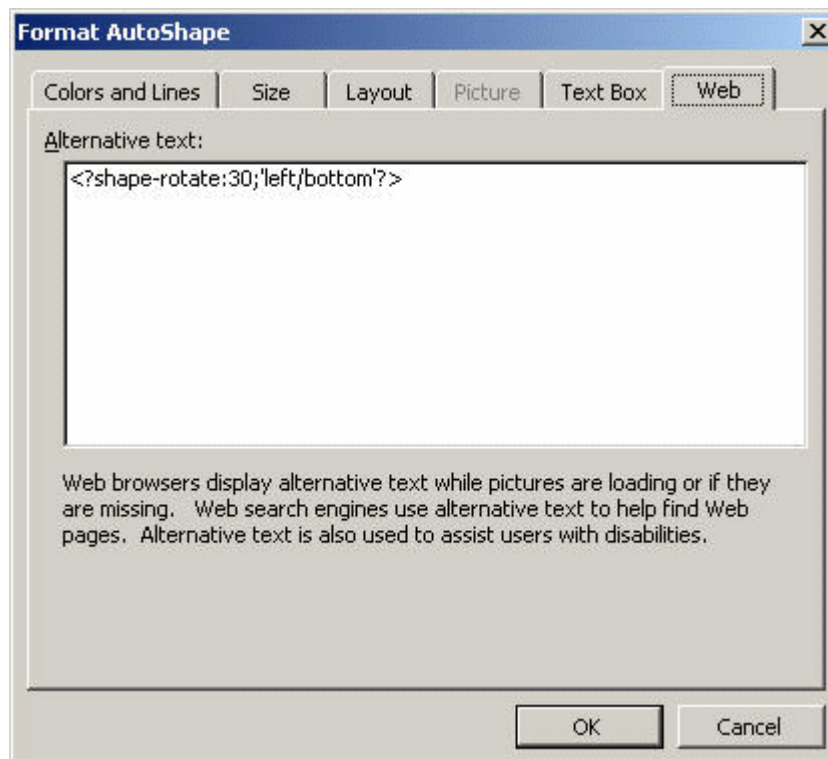 Format AutoShape
Colors and Lines Size Layout Picture Text Box Web
Alternative text:
<?shape-rotate:30;'left/bottom'?>
Web browsers display alternative text while pictures are loading or if they
are missing. Web search engines use alternative text to help find Web
pages. Alternative text is also used to assist users with disabilities.
OK Cancel